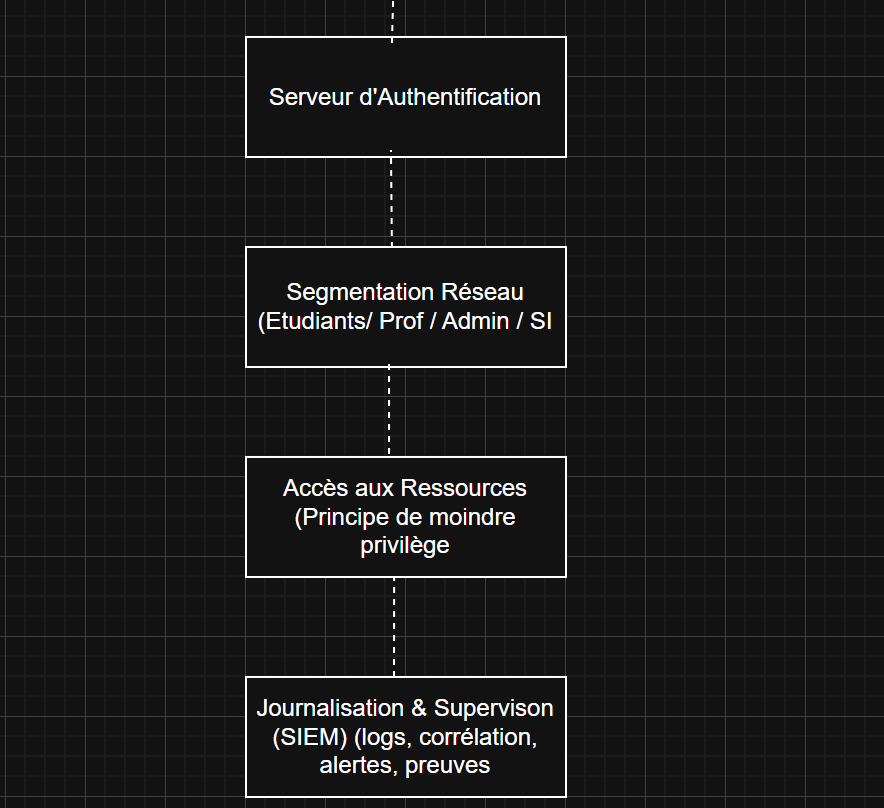 Serveur d'Authentification
Segmentation Réseau
(Etudiants/ Prof / Admin / SI
Accès aux Ressources
(Principe de moindre
privilège
Journalisation & Supervison
(SIEM) (logs, corrélation,
alertes, preuves